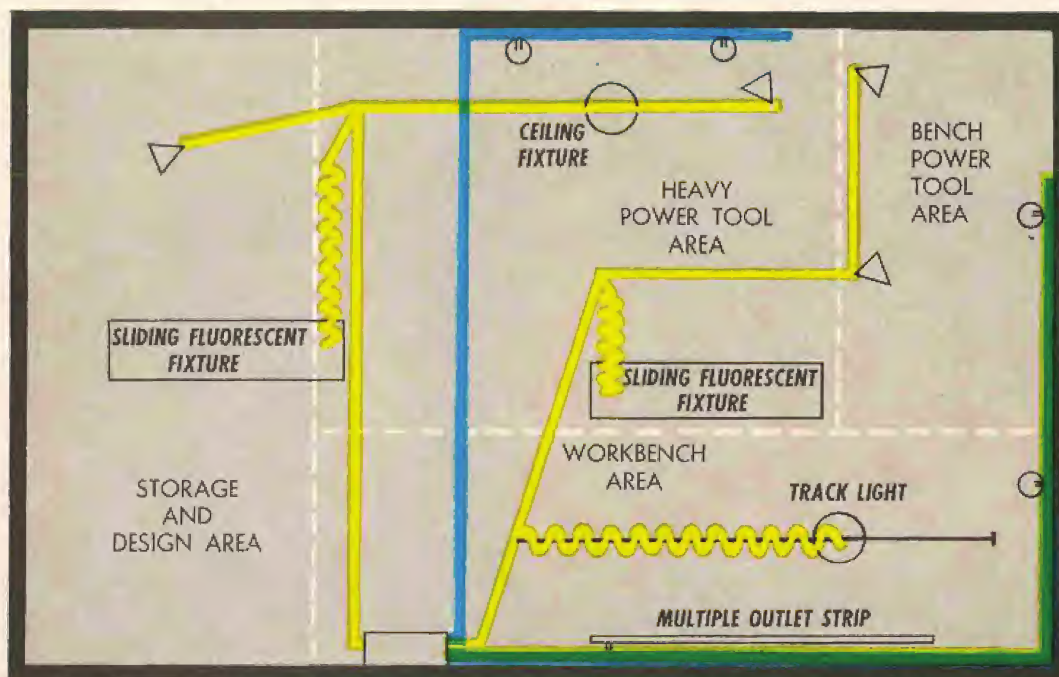 CEILING
FIXTURE
BENCH
POWER
TOOL
AREA
HEAVY
POWER TOOL
AREA
SLIDING FLUORESCENT
FIXTURE
SLIDING FLUORESCENT
FIXTURE
WORKBENCH
AREA
STORAGE
AND
DESIGN AREA
TRACK LIGHT
MULTIPLE OUTLET STRIP